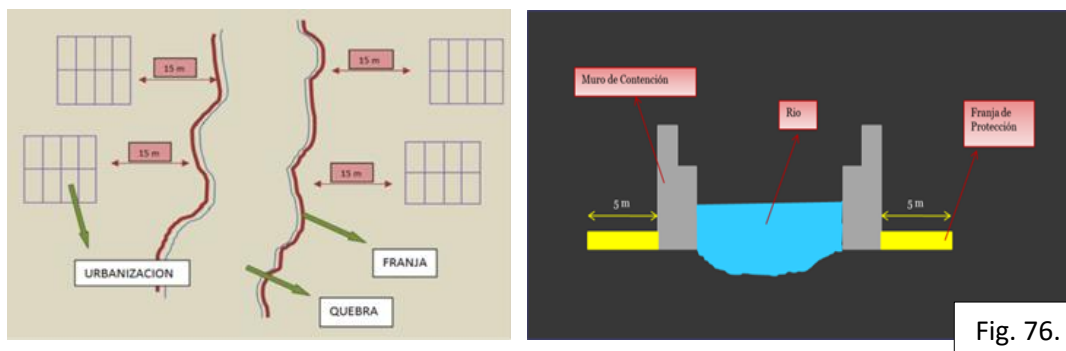 15 m
15 m
15 m
15 m
URBANIZACION
FRANJA
QUEBRA
Muro de Contención
Rio
Franja de
Protección
5 m
5 m
Fig. 76.